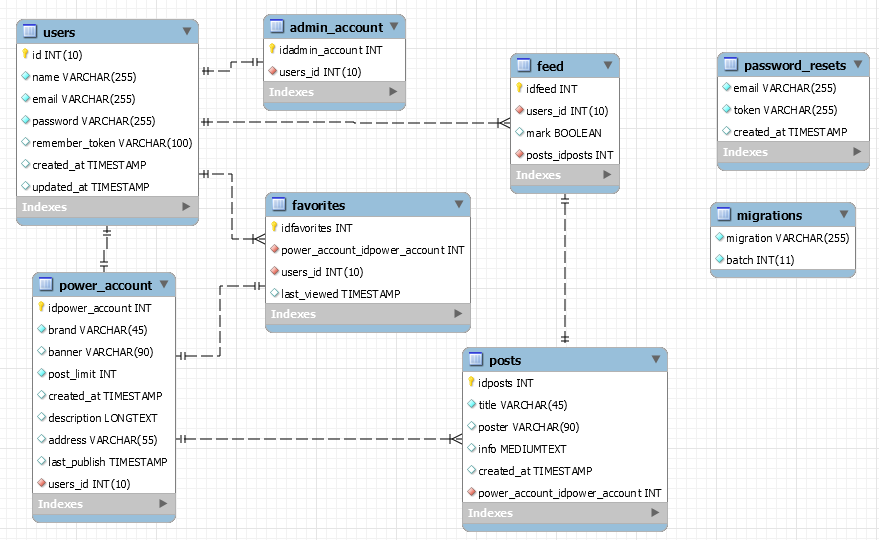 users
id INT(10)
name VARCHAR(255)
email VARCHAR(255)
password VARCHAR(255)
remember_token VARCHAR(100)
created_at TIMESTAMP
updated_at TIMESTAMP
Indexes
admin_account
idadmin_account INT
users_id INT(10)
Indexes
feed
idfeed INT
users_id INT(10)
mark BOOLEAN
posts_idposts INT
Indexes
password_resets
email VARCHAR(255)
token VARCHAR(255)
created_at TIMESTAMP
Indexes
favorites
idfavorites INT
power_account_idpower_account INT
users_id INT(10)
last_viewed TIMESTAMP
Indexes
migrations
migration VARCHAR(255)
batch INT(11)
power_account
idpower_account INT
brand VARCHAR(45)
banner VARCHAR(90)
post_limit INT
created_at TIMESTAMP
description LONGTEXT
address VARCHAR(55)
last_publish TIMESTAMP
users_id INT(10)
Indexes
posts
idposts INT
title VARCHAR(45)
poster VARCHAR(90)
info MEDIUMTEXT
created_at TIMESTAMP
power_account_idpower_account INT
Indexes